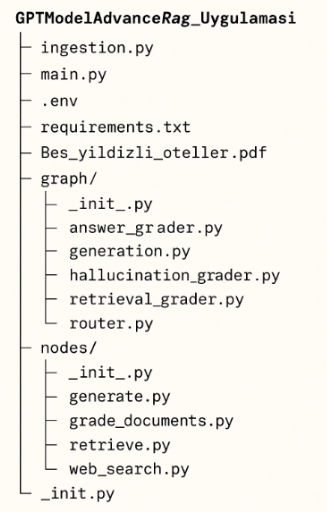 GPTModelAdvanceRag_Uygulamasi
ingestion.py
main.py
.env
requirements.txt
Bes_yildizli_oteller.pdf
graph/
_init_.py
answer_grader.py
generation.py
hallucination_grader.py
retrieval_grader.py
router.py
nodes/
_init_.py
generate.py
grade_documents.py
retrieve.py
web_search.py
_init.py